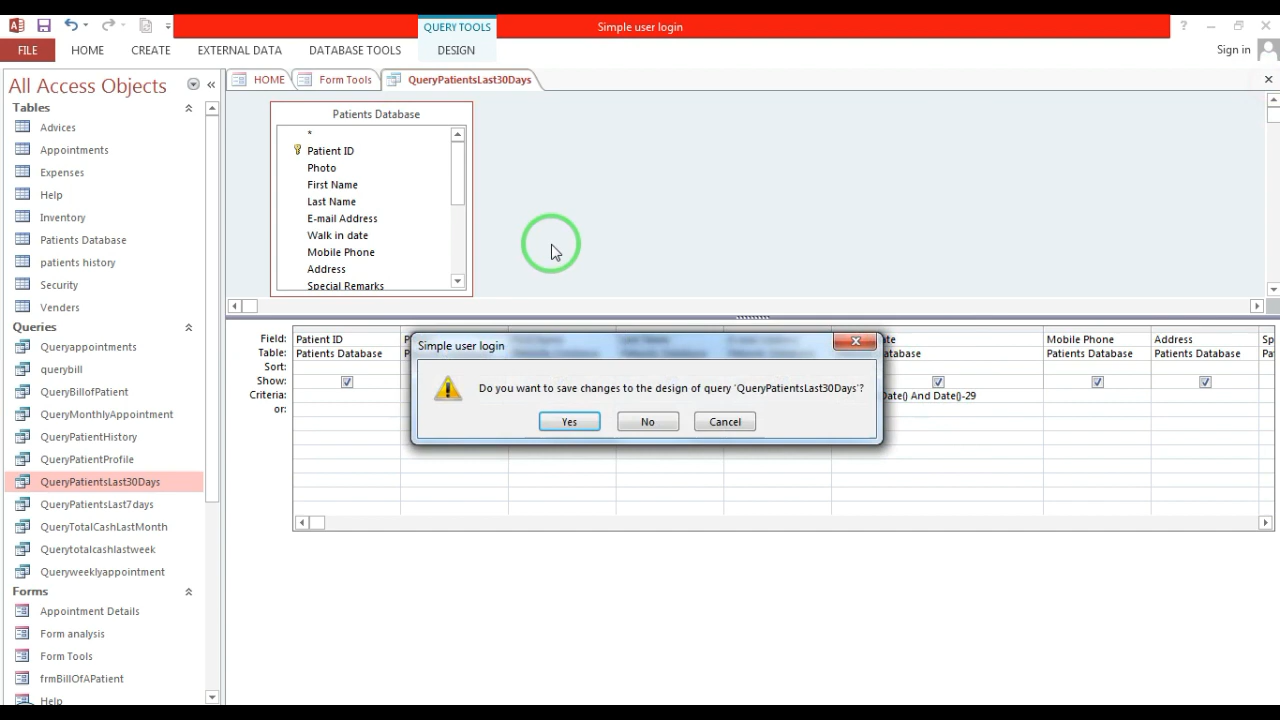 QUERY TOOLS
Simple user login
?
FILE
HOME
CREATE
EXTERNAL DATA
DATABASE TOOLS
DESIGN
Sign in
All Access Objects
HOME
Form Tools
QueryPatientsLast30Days
Tables
Advices
Appointments
Expenses
Help
Inventory
Patients Database
patients history
Security
Venders
Queries
Queryappointments
querybill
QueryBillofPatient
QueryMonthlyAppointment
QueryPatientHistory
QueryPatientProfile
QueryPatientsLast30Days
QueryPatientsLast7days
QueryTotalCashLastMonth
Querytotalcashlastweek
Queryweeklyappointment
Forms
Appointment Details
Form analysis
Form Tools
frmBillOfAPatient
Help
Patients Database
*
Patient ID
Photo
First Name
Last Name
E-mail Address
Walk in date
Mobile Phone
Address
Special Remarks
Field: Patient ID Mobile Phone Address
Table: Patients Database Patients Database Patients Database
Sort:
Show:
Criteria: Date() And Date()-29
or:
Simple user login
Do you want to save changes to the design of query 'QueryPatientsLast30Days'?
Yes
No
Cancel